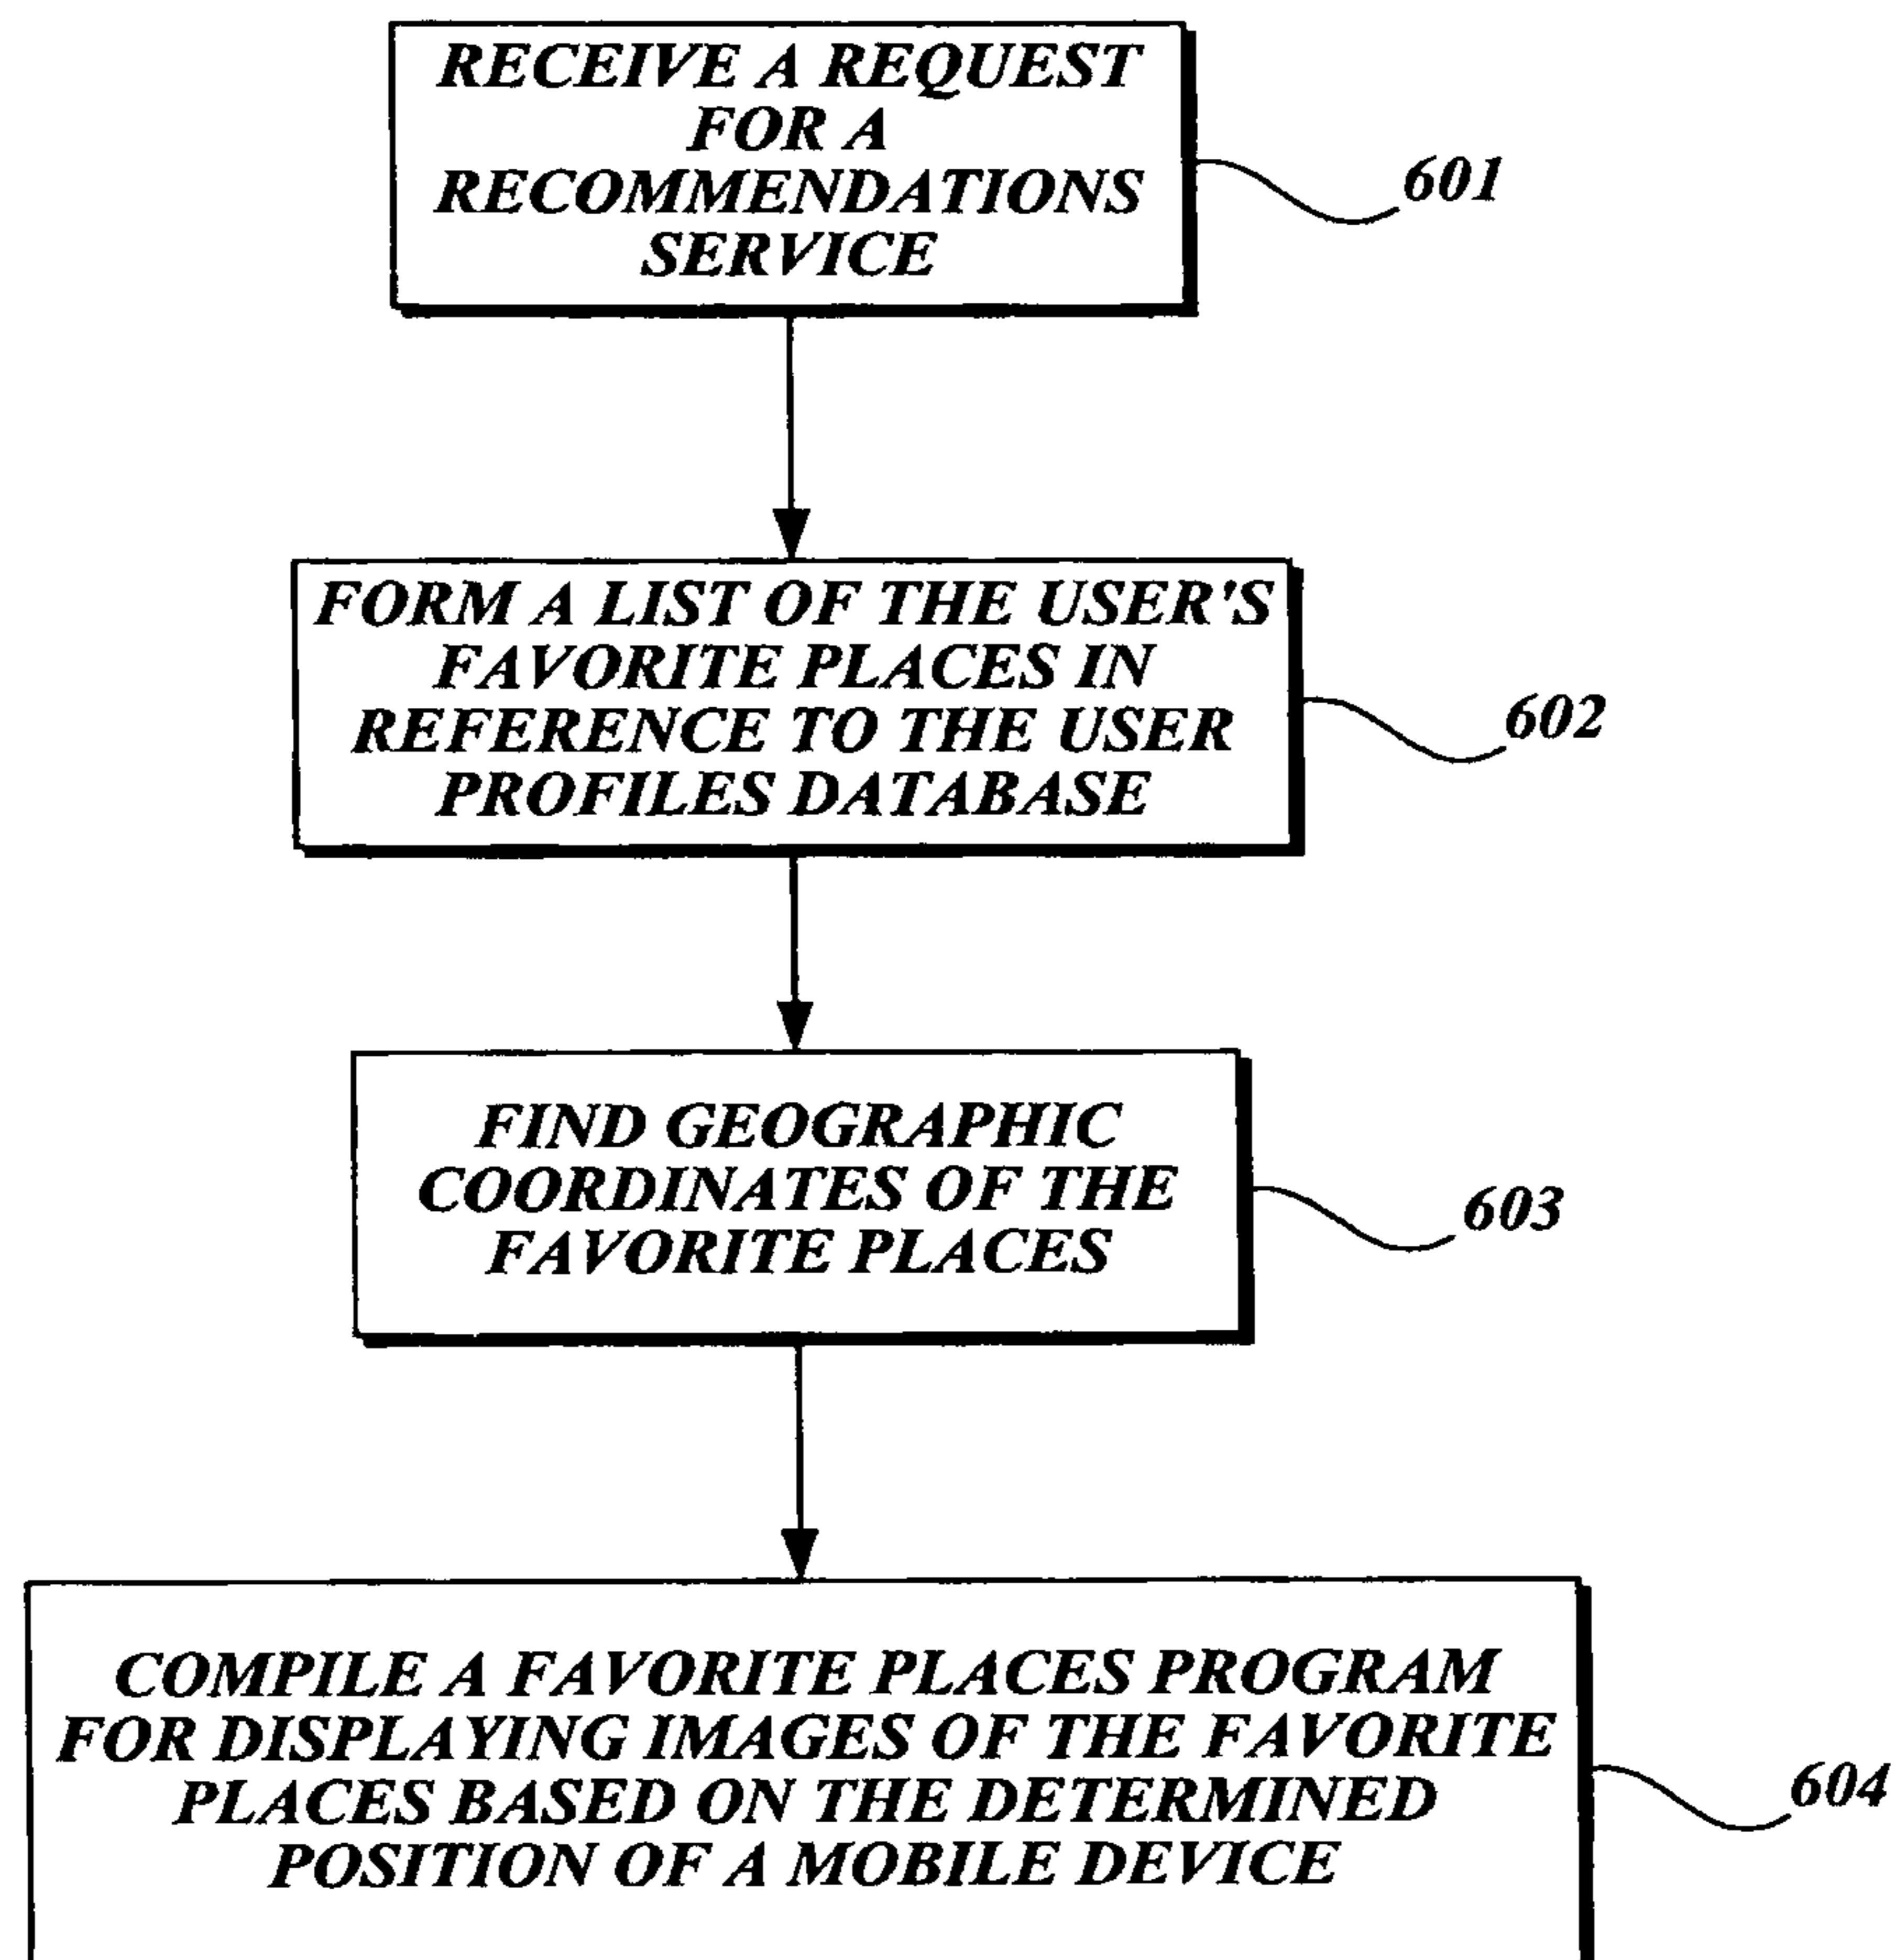 RECEIVE A REQUEST
FOR A
RECOMMENDATIONS
SERVICE
601
FORM A LIST OF THE USER'S
FAVORITE PLACES IN
REFERENCE TO THE USER
PROFILES DATABASE
602
FIND GEOGRAPHIC
COORDINATES OF THE
FAVORITE PLACES
603
COMPILE A FAVORITE PLACES PROGRAM
FOR DISPLAYING IMAGES OF THE FAVORITE
PLACES BASED ON THE DETERMINED
POSITION OF A MOBILE DEVICE
604